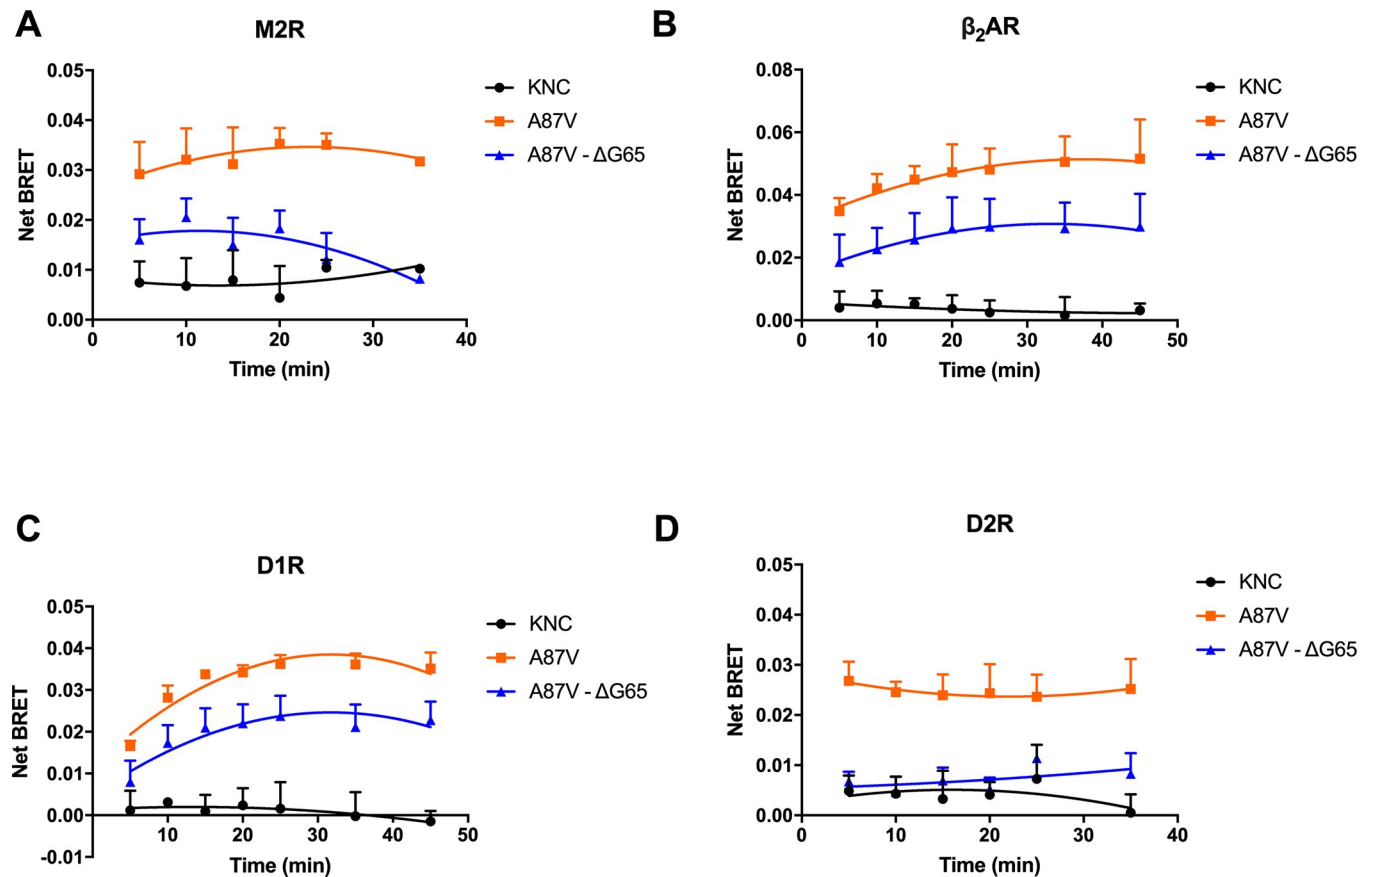 A
M2R
0.05
0.04
0.03
0.02
0.01
0.00
Net BRET
0 10 20 30 40
Time (min)
KNC
A87V
A87V - ΔG65
B
β2AR
0.08
0.06
0.04
0.02
0.00
Net BRET
0 10 20 30 40 50
Time (min)
KNC
A87V
A87V - ΔG65
C
D1R
0.05
0.04
0.03
0.02
0.01
0.00
-0.01
Net BRET
10 20 30 40 50
Time (min)
KNC
A87V
A87V - ΔG65
D
D2R
0.05
0.04
0.03
0.02
0.01
0.00
Net BRET
0 10 20 30 40
Time (min)
KNC
A87V
A87V - ΔG65